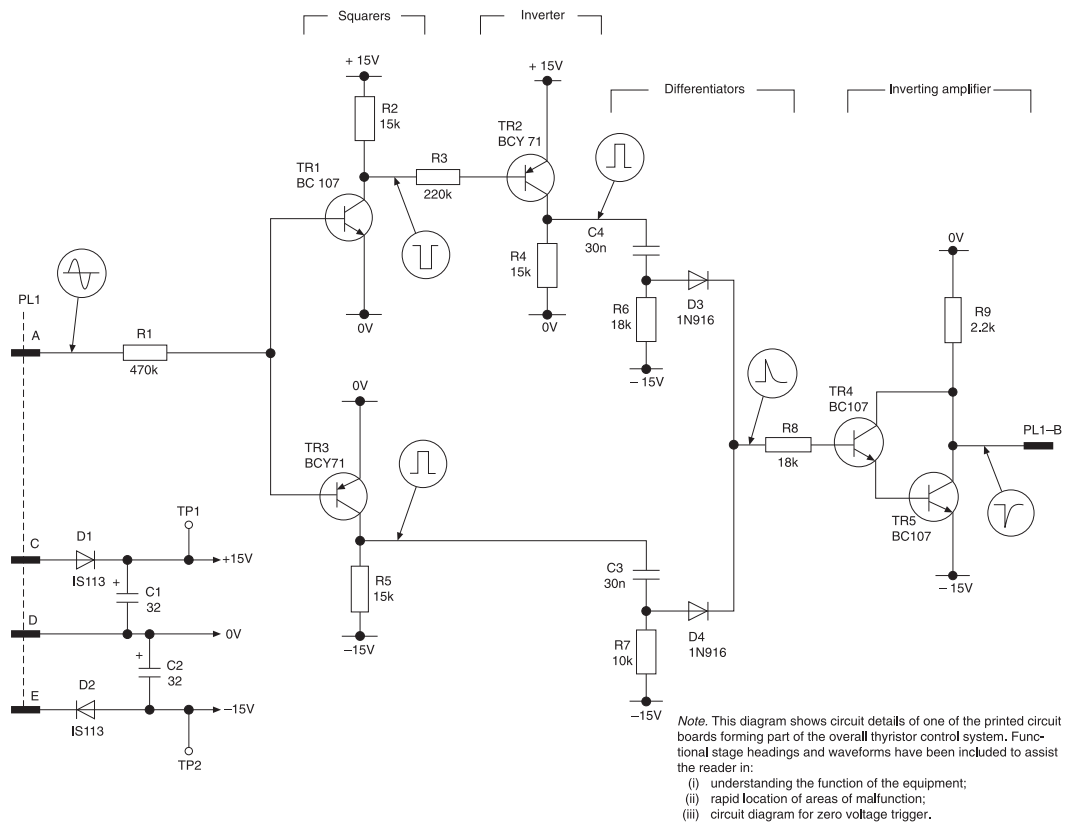 Squarers
Inverter
+ 15V
+ 15V
Differentiators
Inverting amplifier
R2
15k
TR2
BCY 71
TR1
BC 107
R3
220k
C4
30n
R4
15k
0V
0V
0V
PL1
A
R1
470k
R6
18k
D3
1N916
R9
2.2k
– 15V
0V
TR4
BC107
R8
18k
PL1–B
TR3
BCY71
TR5
BC107
TP1
C
D1
IS113
+15V
+
C1
32
R5
15k
C3
30n
– 15V
D
0V
–15V
+
C2
32
R7
10k
D4
1N916
E
D2
IS113
–15V
–15V
TP2
Note. This diagram shows circuit details of one of the printed circuit
boards forming part of the overall thyristor control system. Func-
tional stage headings and waveforms have been included to assist
the reader in:
(i) understanding the function of the equipment;
(ii) rapid location of areas of malfunction;
(iii) circuit diagram for zero voltage trigger.